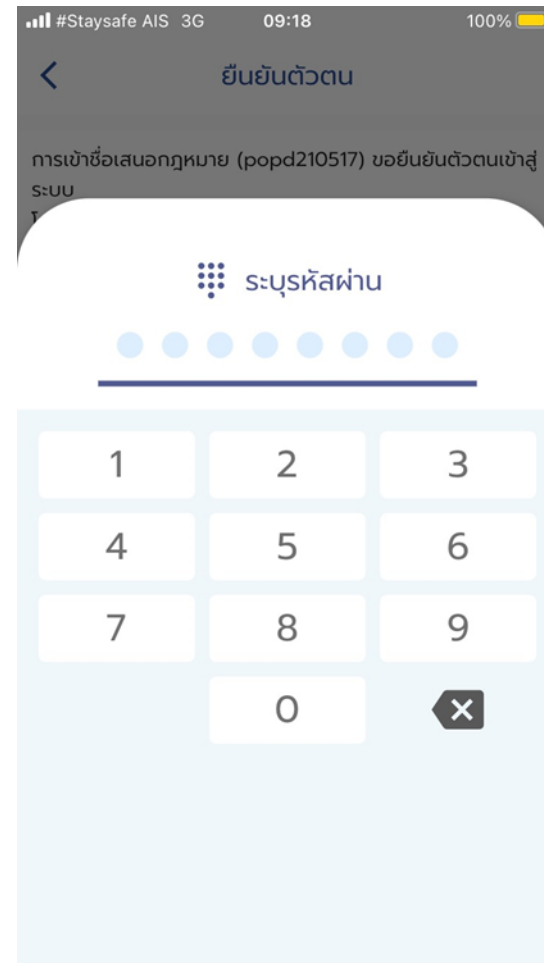 #Staysafe AIS 3G 09:18 100%
ยืนยันตัวตน
การเข้าชื่อเสนอกฎหมาย (popd210517) ขอยืนยันตัวตนเข้าสู่
ระบบ
ระบุรหัสผ่าน
1 2 3
4 5 6
7 8 9
0